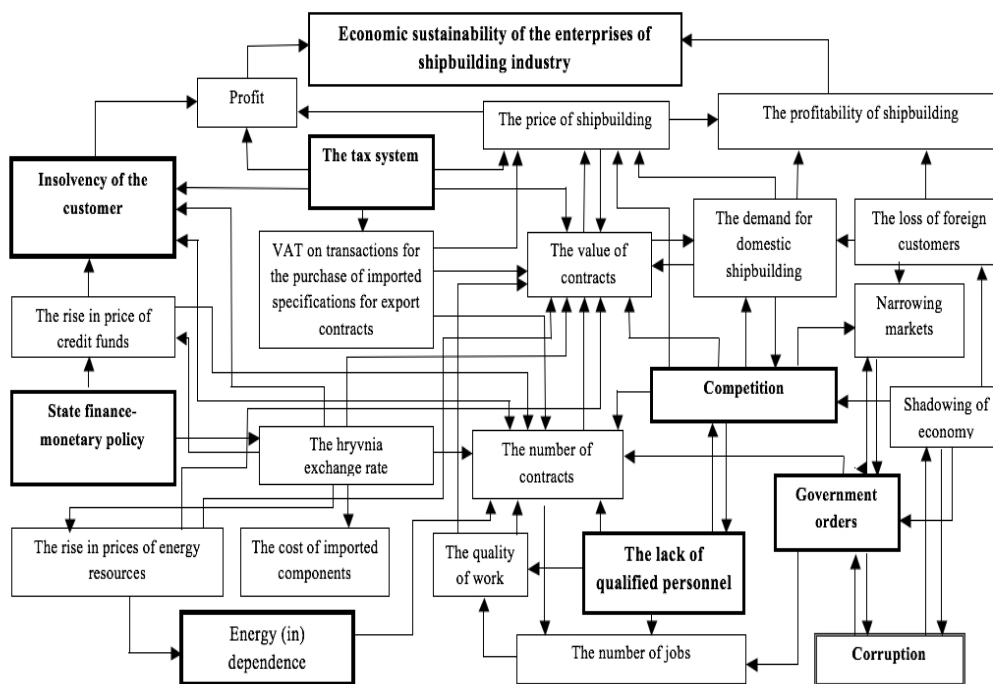 Economic sustainability of the enterprises of
shipbuilding industry
Profit
The price of shipbuilding
The profitability of shipbuilding
The tax system
Insolvency of the
customer
VAT on transactions for
the purchase of imported
specifications for export
contracts
The value of
contracts
The demand for
domestic
shipbuilding
The loss of foreign
customers
The rise in price of
credit funds
Narrowing
markets
State finance-
monetary policy
Competition
Shadowing of
economy
The hryvnia
exchange rate
The number of
contracts
Government
orders
The rise in prices of energy
resources
The cost of imported
components
The quality
of work
The lack of
qualified personnel
Energy (in)
dependence
The number of jobs
Corruption